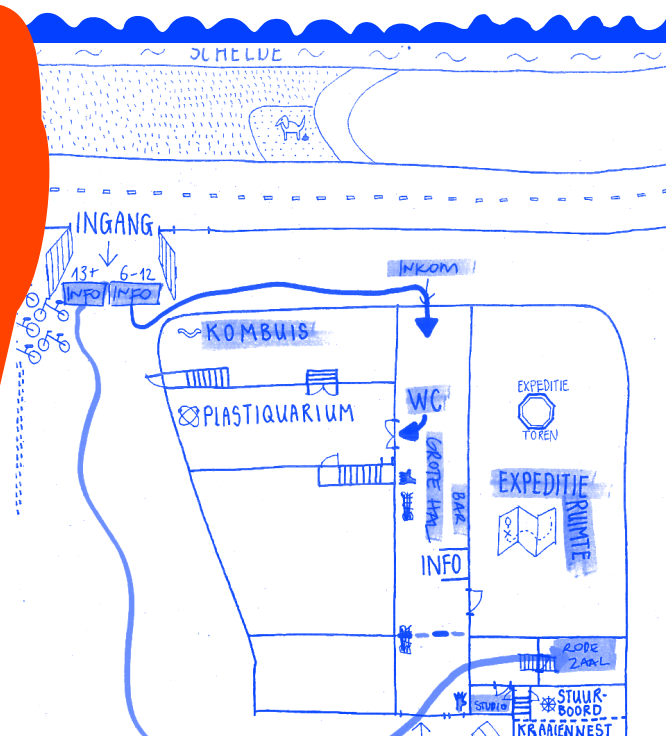 SCHELDE
INGANG
13+ 6-12
INFO INFO
INKOM
KOMBUIS
WC
PLASTIQUARIUM
GROTE HAL
BAR
INFO
EXPEDITIE
TOREN
EXPEDITIE
RUIMTE
RODE
ZAAL
STUDIO
STUUR-
BOORD
KRAAIENNEST